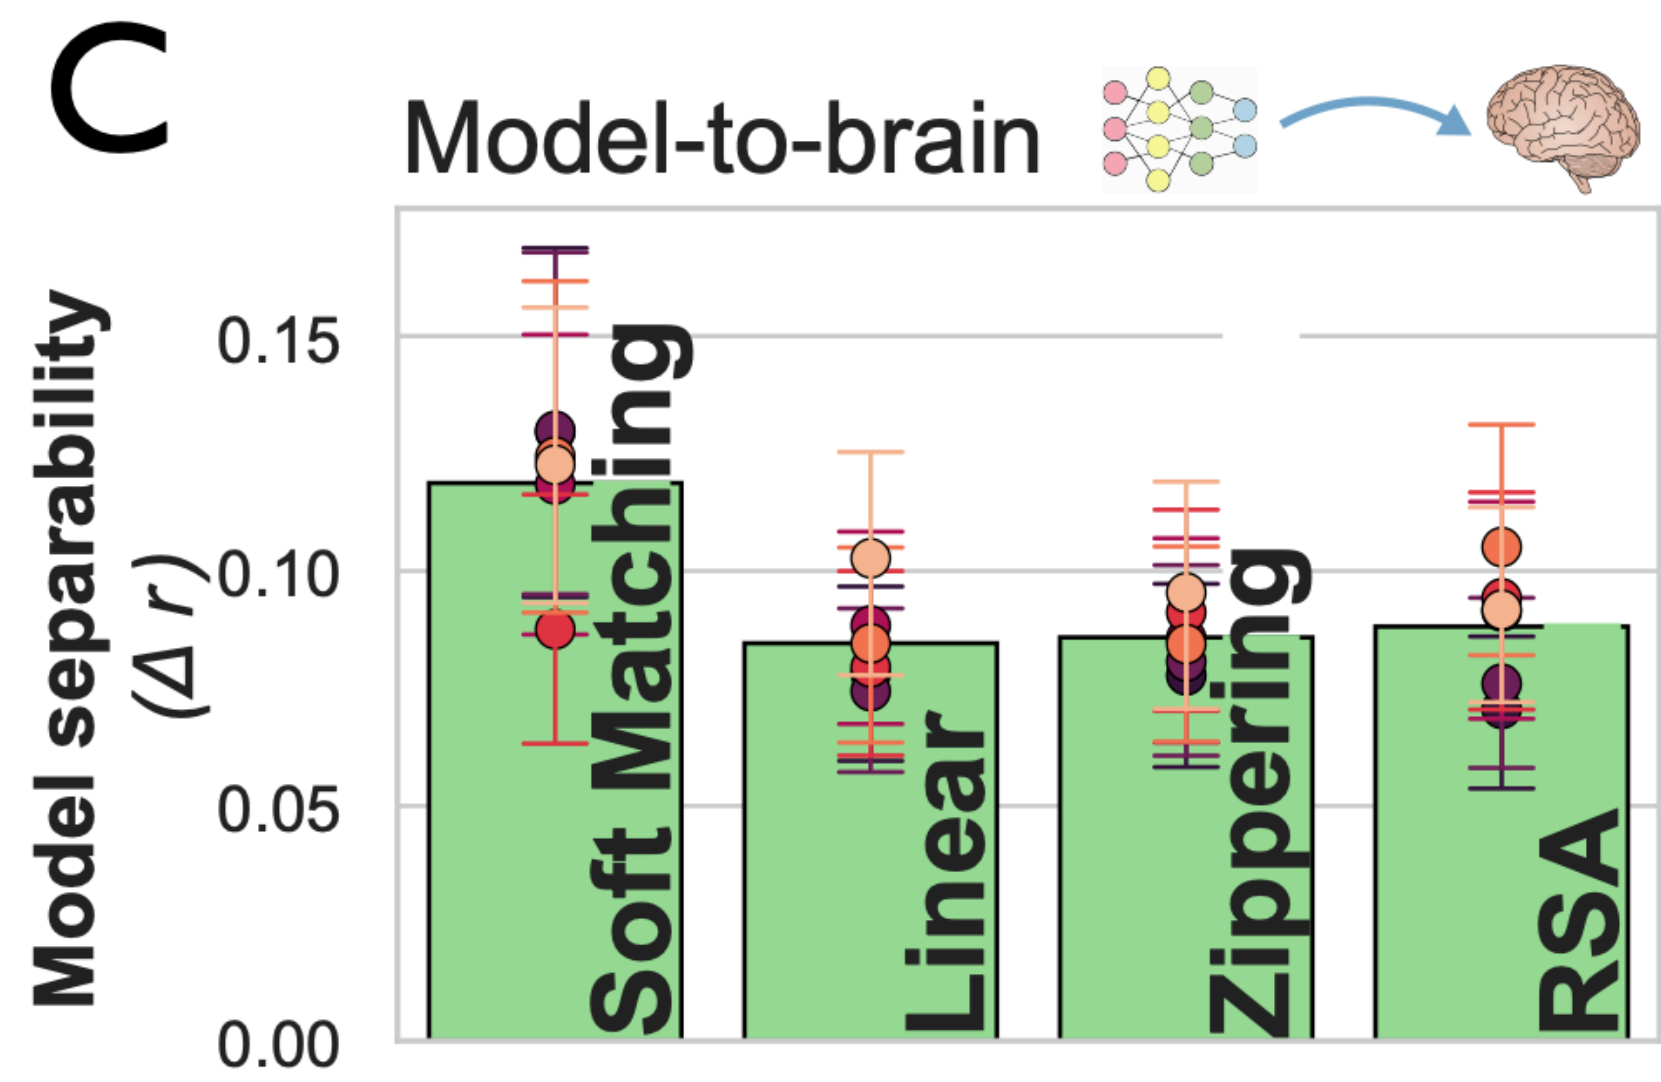 C
Model-to-brain
Model separability
(Δ r)
0.15
0.10
0.05
0.00
Soft Matching
Linear
Zippering
RSA